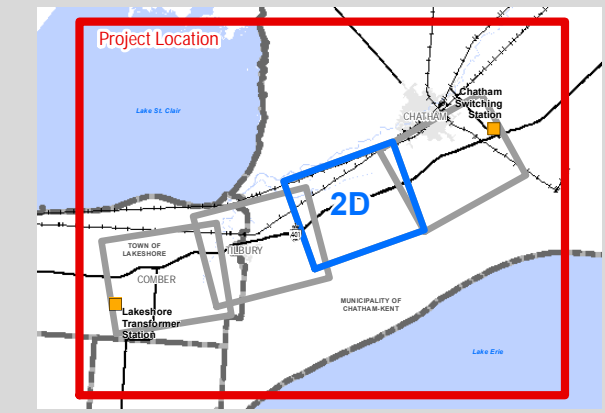 Project Location
Lake St. Clair
CHATHAM
Chatham
Switching
Station
2D
401
TOWN OF
LAKESHORE
TILBURY
COMBER
MUNICIPALITY OF
CHATHAM-KENT
Lakeshore
Transformer
Station
Lake Erie